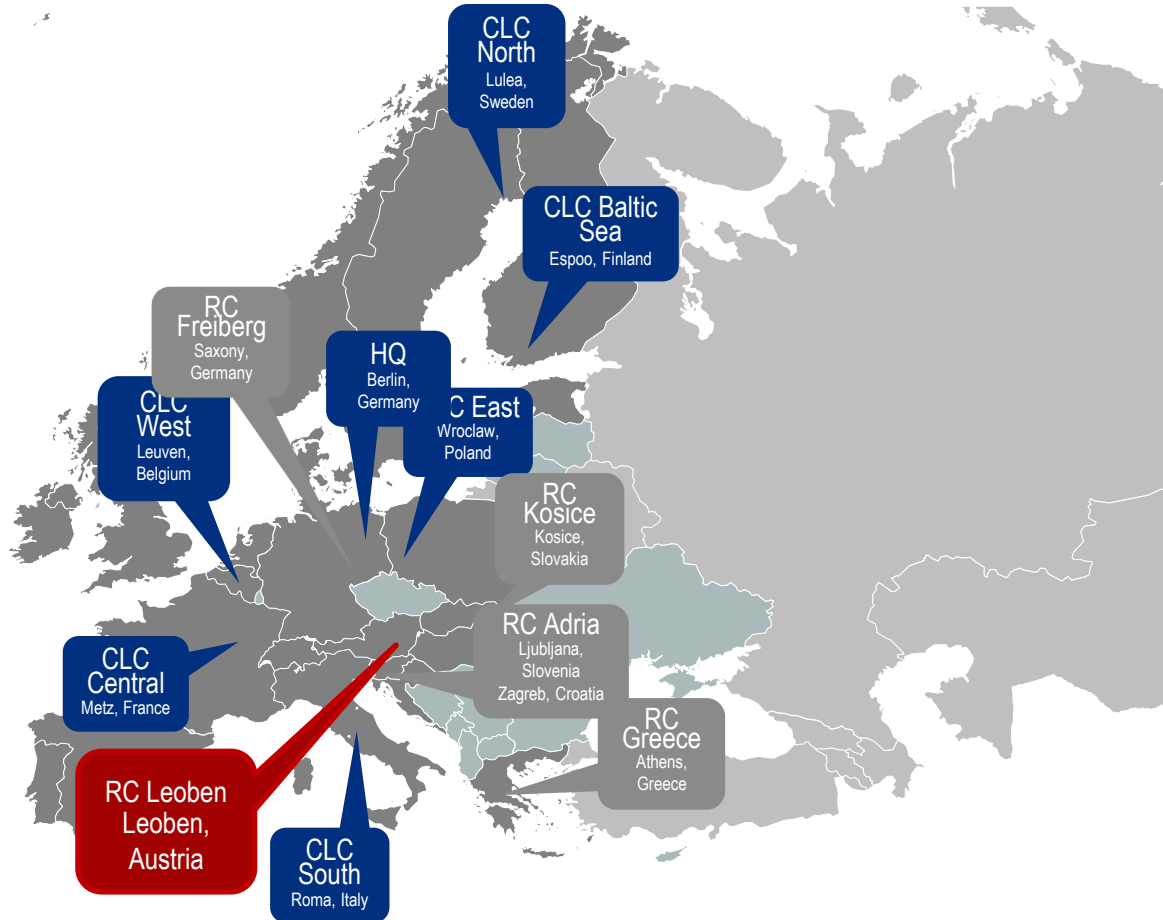 CLC
North
Lulea,
Sweden
CLC Baltic
Sea
Espoo, Finland
RC
Freiberg
Saxony,
Germany
HQ
Berlin,
Germany
C East
Wroclaw,
Poland
CLC
West
Leuven,
Belgium
RC
Kosice
Kosice,
Slovakia
RC Adria
Ljubljana,
Slovenia
Zagreb, Croatia
CLC
Central
Metz, France
RC
Greece
Athens,
Greece
RC Leoben
Leoben,
Austria
CLC
South
Roma, Italy